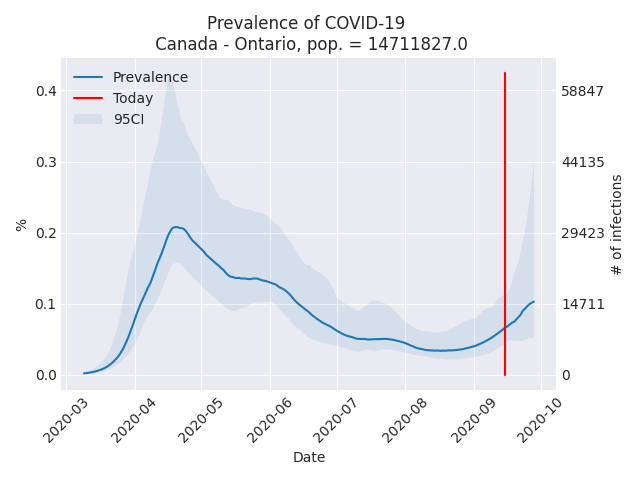 Prevalence of COVID-19
Canada - Ontario, pop. = 14711827.0
Prevalence
Today
95CI
0.4
0.3
0.2
0.1
0.0
%
58847
44135
29423
14711
0
# of infections
2020-03
2020-04
2020-05
2020-06
2020-07
2020-08
2020-09
2020-10
Date